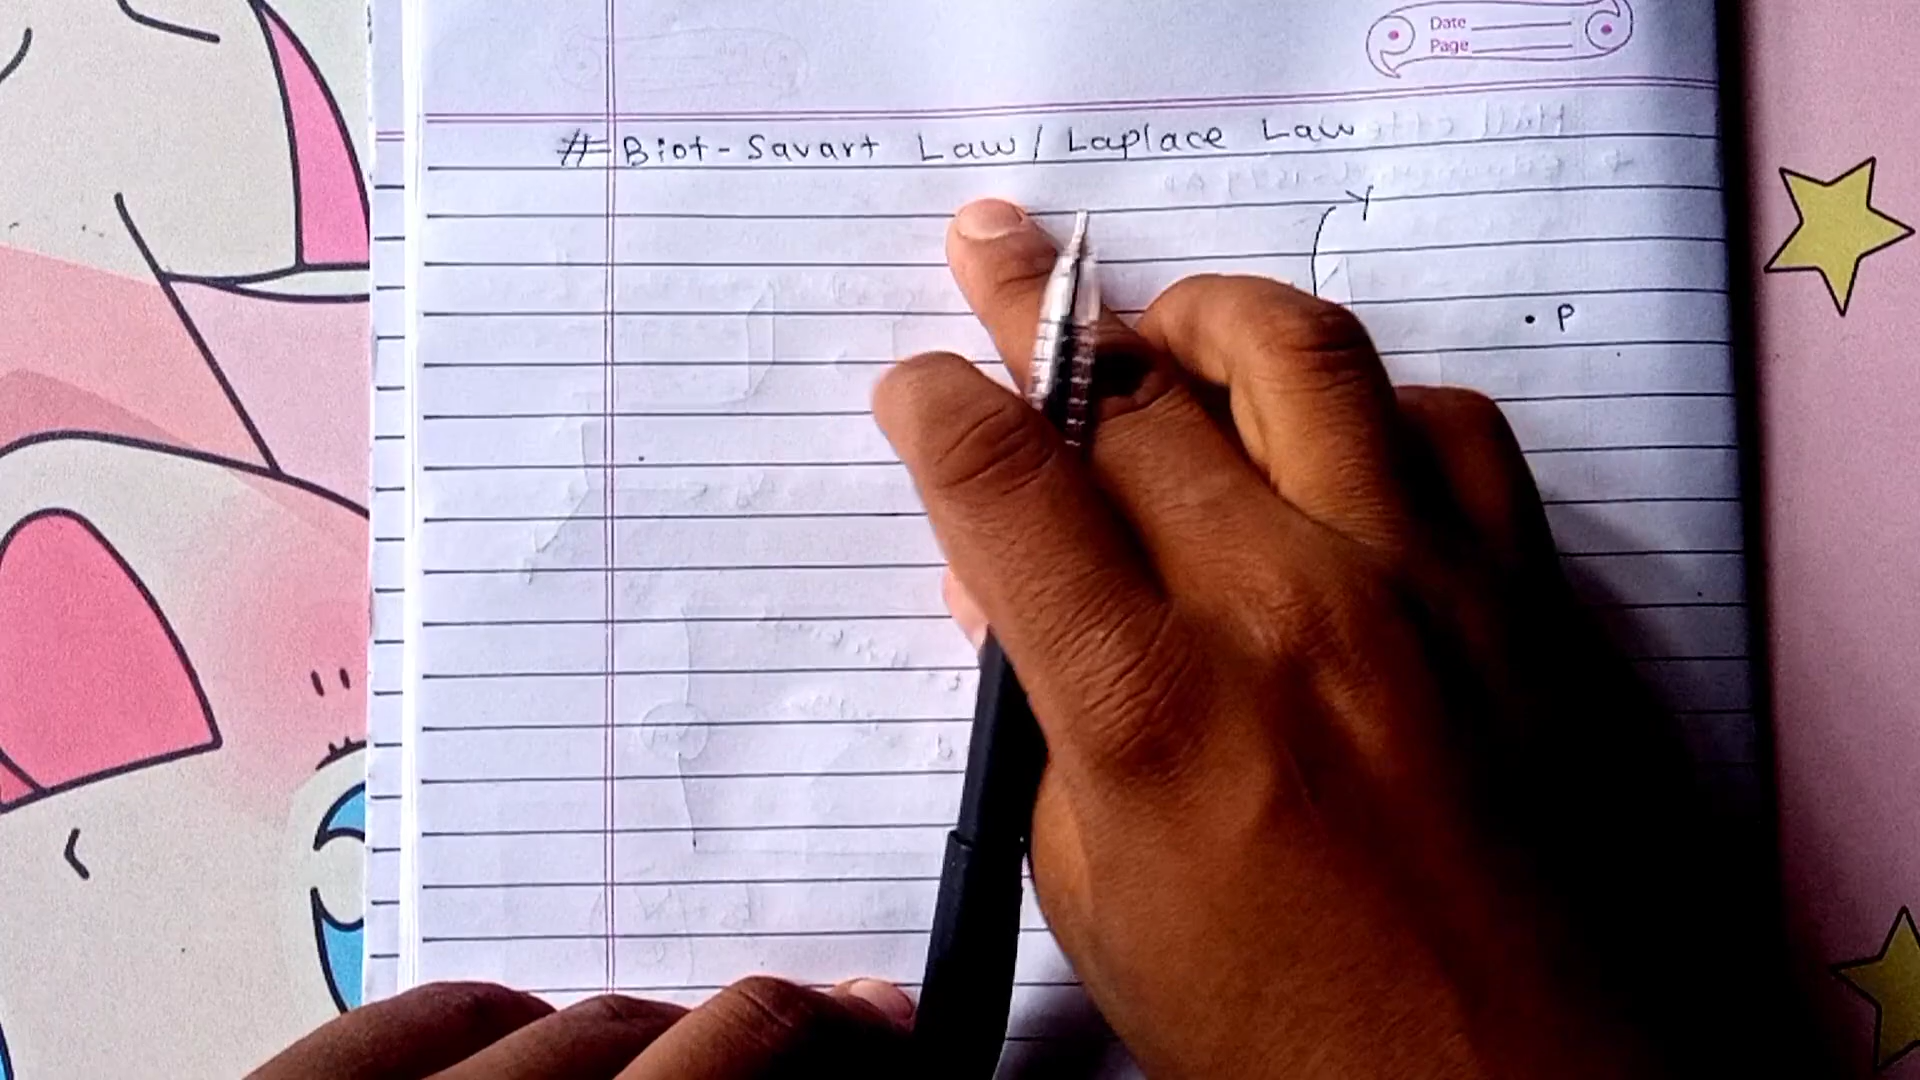 Date
Page
# Biot-Savart Law / Laplace Law
Y
. P